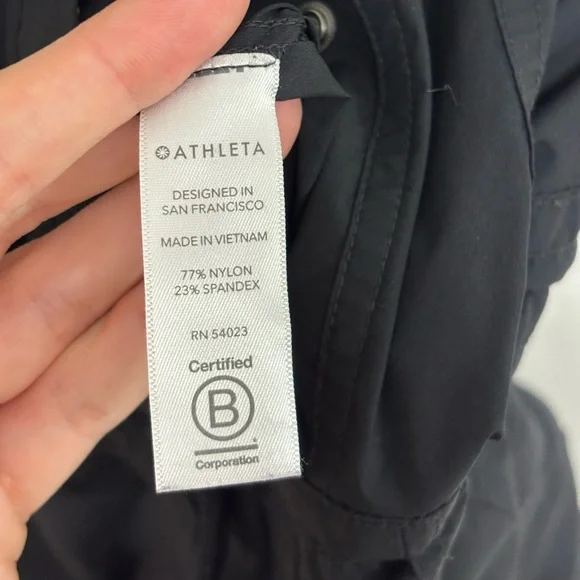 ATHLETA
DESIGNED IN
SAN FRANCISCO
MADE IN VIETNAM
77% NYLON
23% SPANDEX
RN 54023
Certified
B
Corporation